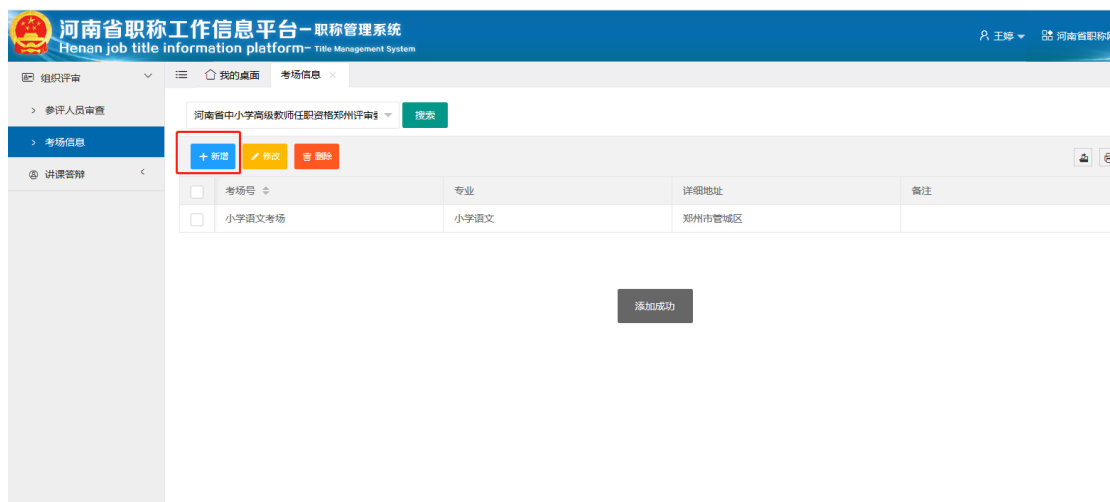 河南省职称工作信息平台-职称管理系统
Henan job title information platform- Title Management System
王婷
河南省职称
组织评审
我的桌面
考场信息
参评人员审查
河南省中小学高级教师任职资格郑州评审
搜索
考场信息
+ 新增
修改
删除
讲课答辩
考场号
专业
详细地址
备注
小学语文考场
小学语文
郑州市管城区
添加成功